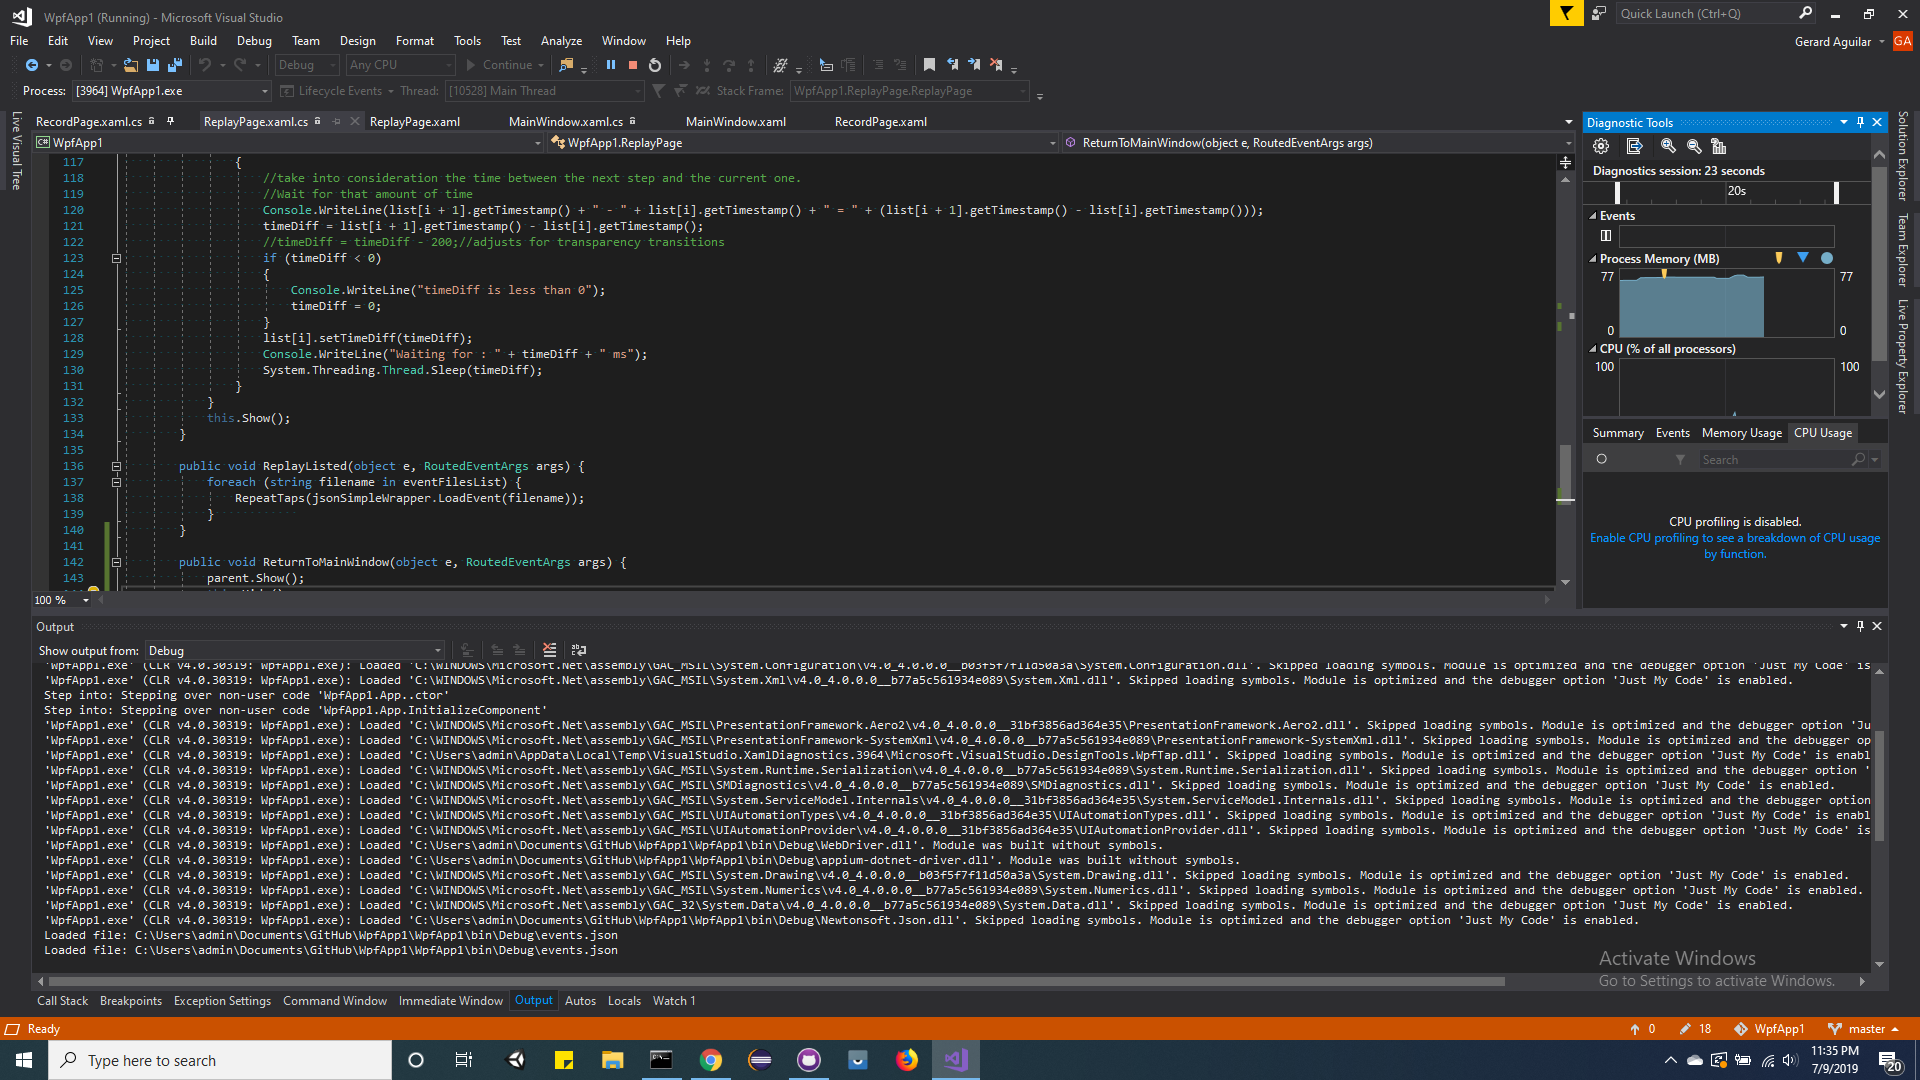 WpfApp1 (Running) - Microsoft Visual Studio
Quick Launch (Ctrl+Q)
File Edit View Project Build Debug Team Design Format Tools Test Analyze Window Help
Gerard Aguilar GA
Debug Any CPU Continue
Process: [3964] WpfApp1.exe Lifecycle Events Thread: [10528] Main Thread Stack Frame: WpfApp1.ReplayPage.ReplayPage
Live Visual Tree
RecordPage.xaml.cs ReplayPage.xaml.cs ReplayPage.xaml MainWindow.xaml.cs MainWindow.xaml RecordPage.xaml
WpfApp1 WpfApp1.ReplayPage ReturnToMainWindow(object e, RoutedEventArgs args)
117 {
118 //take into consideration the time between the next step and the current one.
119 //Wait for that amount of time
120 Console.WriteLine(list[i + 1].getTimestamp() + " - " + list[i].getTimestamp() + " = " + (list[i + 1].getTimestamp() - list[i].getTimestamp()));
121 timeDiff = list[i + 1].getTimestamp() - list[i].getTimestamp();
122 //timeDiff = timeDiff - 200;//adjusts for transparency transitions
123 if (timeDiff < 0)
124 {
125 Console.WriteLine("timeDiff is less than 0");
126 timeDiff = 0;
127 }
128 list[i].setTimeDiff(timeDiff);
129 Console.WriteLine("Waiting for : " + timeDiff + " ms");
130 System.Threading.Thread.Sleep(timeDiff);
131 }
132 }
133 this.Show();
134 }
135
136 public void ReplayListed(object e, RoutedEventArgs args) {
137 foreach (string filename in eventFilesList) {
138 RepeatTaps(jsonSimpleWrapper.LoadEvent(filename));
139 }
140 }
141
142 public void ReturnToMainWindow(object e, RoutedEventArgs args) {
143 parent.Show();
100 %
Diagnostic Tools
Diagnostics session: 23 seconds
20s
Events
Process Memory (MB)
77 77
0 0
CPU (% of all processors)
100 100
Summary Events Memory Usage CPU Usage
Search
CPU profiling is disabled.
Enable CPU profiling to see a breakdown of CPU usage
by function.
Solution Explorer
Team Explorer
Live Property Explorer
Output
Show output from: Debug
'WpfApp1.exe' (CLR v4.0.30319: WpfApp1.exe): Loaded 'C:\WINDOWS\Microsoft.Net\assembly\GAC_MSIL\System.Configuration\v4.0_4.0.0.0__b03f5f7f11d50a3a\System.Configuration.dll'. Skipped loading symbols. Module is optimized and the debugger option 'Just My Code' is
'WpfApp1.exe' (CLR v4.0.30319: WpfApp1.exe): Loaded 'C:\WINDOWS\Microsoft.Net\assembly\GAC_MSIL\System.Xml\v4.0_4.0.0.0__b77a5c561934e089\System.Xml.dll'. Skipped loading symbols. Module is optimized and the debugger option 'Just My Code' is enabled.
Step into: Stepping over non-user code 'WpfApp1.App..ctor'
Step into: Stepping over non-user code 'WpfApp1.App.InitializeComponent'
'WpfApp1.exe' (CLR v4.0.30319: WpfApp1.exe): Loaded 'C:\WINDOWS\Microsoft.Net\assembly\GAC_MSIL\PresentationFramework.Aero2\v4.0_4.0.0.0__31bf3856ad364e35\PresentationFramework.Aero2.dll'. Skipped loading symbols. Module is optimized and the debugger option 'Ju
'WpfApp1.exe' (CLR v4.0.30319: WpfApp1.exe): Loaded 'C:\WINDOWS\Microsoft.Net\assembly\GAC_MSIL\PresentationFramework-SystemXml\v4.0_4.0.0.0__b77a5c561934e089\PresentationFramework-SystemXml.dll'. Skipped loading symbols. Module is optimized and the debugger op
'WpfApp1.exe' (CLR v4.0.30319: WpfApp1.exe): Loaded 'C:\Users\admin\AppData\Local\Temp\VisualStudio.XamlDiagnostics.3964\Microsoft.VisualStudio.DesignTools.WpfTap.dll'. Skipped loading symbols. Module is optimized and the debugger option 'Just My Code' is enabl
'WpfApp1.exe' (CLR v4.0.30319: WpfApp1.exe): Loaded 'C:\WINDOWS\Microsoft.Net\assembly\GAC_MSIL\System.Runtime.Serialization\v4.0_4.0.0.0__b77a5c561934e089\System.Runtime.Serialization.dll'. Skipped loading symbols. Module is optimized and the debugger option '
'WpfApp1.exe' (CLR v4.0.30319: WpfApp1.exe): Loaded 'C:\WINDOWS\Microsoft.Net\assembly\GAC_MSIL\SMDiagnostics\v4.0_4.0.0.0__b77a5c561934e089\SMDiagnostics.dll'. Skipped loading symbols. Module is optimized and the debugger option 'Just My Code' is enabled.
'WpfApp1.exe' (CLR v4.0.30319: WpfApp1.exe): Loaded 'C:\WINDOWS\Microsoft.Net\assembly\GAC_MSIL\System.ServiceModel.Internals\v4.0_4.0.0.0__31bf3856ad364e35\System.ServiceModel.Internals.dll'. Skipped loading symbols. Module is optimized and the debugger option
'WpfApp1.exe' (CLR v4.0.30319: WpfApp1.exe): Loaded 'C:\WINDOWS\Microsoft.Net\assembly\GAC_MSIL\UIAutomationTypes\v4.0_4.0.0.0__31bf3856ad364e35\UIAutomationTypes.dll'. Skipped loading symbols. Module is optimized and the debugger option 'Just My Code' is enabl
'WpfApp1.exe' (CLR v4.0.30319: WpfApp1.exe): Loaded 'C:\WINDOWS\Microsoft.Net\assembly\GAC_MSIL\UIAutomationProvider\v4.0_4.0.0.0__31bf3856ad364e35\UIAutomationProvider.dll'. Skipped loading symbols. Module is optimized and the debugger option 'Just My Code' is
'WpfApp1.exe' (CLR v4.0.30319: WpfApp1.exe): Loaded 'C:\Users\admin\Documents\GitHub\WpfApp1\WpfApp1\bin\Debug\WebDriver.dll'. Module was built without symbols.
'WpfApp1.exe' (CLR v4.0.30319: WpfApp1.exe): Loaded 'C:\Users\admin\Documents\GitHub\WpfApp1\WpfApp1\bin\Debug\appium-dotnet-driver.dll'. Module was built without symbols.
'WpfApp1.exe' (CLR v4.0.30319: WpfApp1.exe): Loaded 'C:\WINDOWS\Microsoft.Net\assembly\GAC_MSIL\System.Drawing\v4.0_4.0.0.0__b03f5f7f11d50a3a\System.Drawing.dll'. Skipped loading symbols. Module is optimized and the debugger option 'Just My Code' is enabled.
'WpfApp1.exe' (CLR v4.0.30319: WpfApp1.exe): Loaded 'C:\WINDOWS\Microsoft.Net\assembly\GAC_MSIL\System.Numerics\v4.0_4.0.0.0__b77a5c561934e089\System.Numerics.dll'. Skipped loading symbols. Module is optimized and the debugger option 'Just My Code' is enabled.
'WpfApp1.exe' (CLR v4.0.30319: WpfApp1.exe): Loaded 'C:\WINDOWS\Microsoft.Net\assembly\GAC_32\System.Data\v4.0_4.0.0.0__b77a5c561934e089\System.Data.dll'. Skipped loading symbols. Module is optimized and the debugger option 'Just My Code' is enabled.
'WpfApp1.exe' (CLR v4.0.30319: WpfApp1.exe): Loaded 'C:\Users\admin\Documents\GitHub\WpfApp1\WpfApp1\bin\Debug\Newtonsoft.Json.dll'. Skipped loading symbols. Module is optimized and the debugger option 'Just My Code' is enabled.
Loaded file: C:\Users\admin\Documents\GitHub\WpfApp1\WpfApp1\bin\Debug\events.json
Loaded file: C:\Users\admin\Documents\GitHub\WpfApp1\WpfApp1\bin\Debug\events.json
Activate Windows
Go to Settings to activate Windows.
Call Stack Breakpoints Exception Settings Command Window Immediate Window Output Autos Locals Watch 1
Ready 0 18 WpfApp1 master
Type here to search
11:35 PM
7/9/2019
20